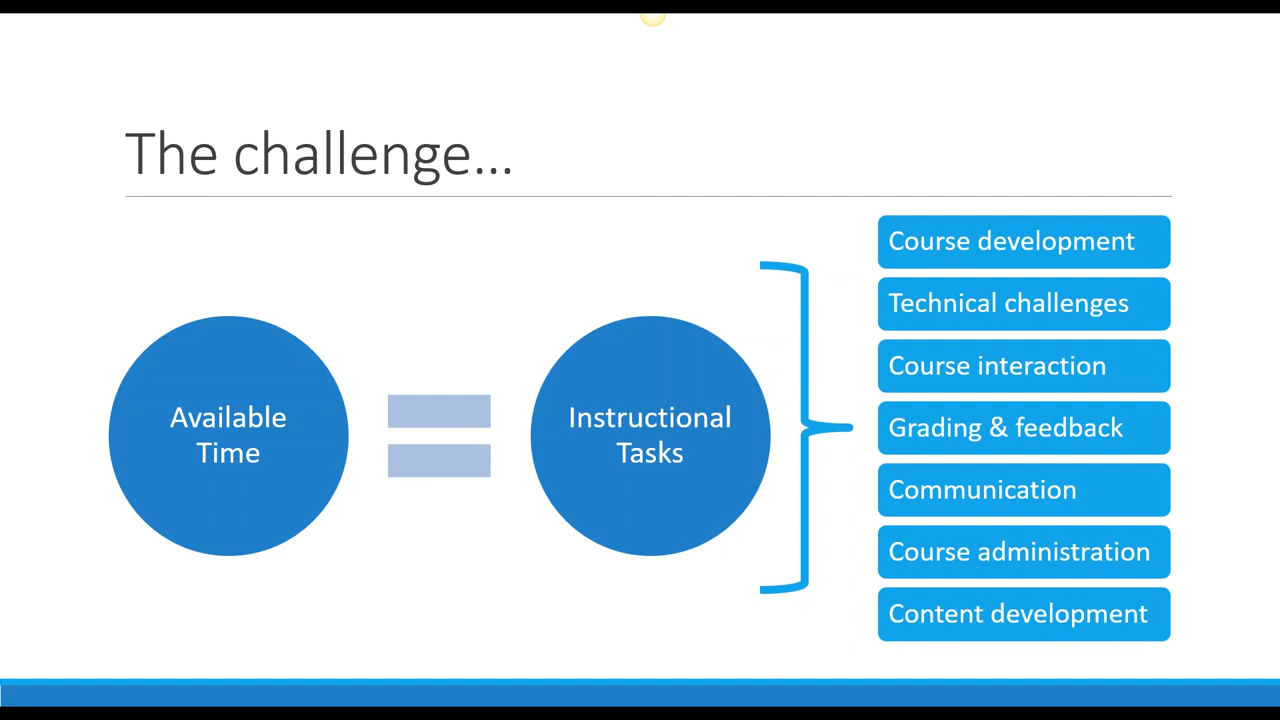 The challenge...
Available
Time
Instructional
Tasks
Course development
Technical challenges
Course interaction
Grading & feedback
Communication
Course administration
Content development